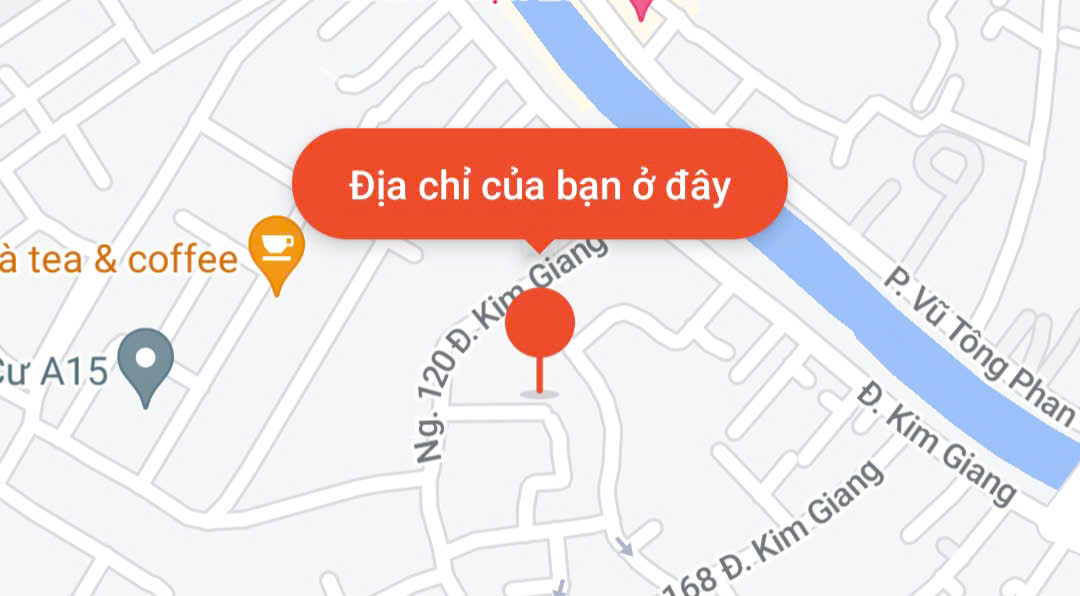 Địa chỉ của bạn ở đây
à tea & coffee
Cư A15
Ng. 120 Đ. Kim Giang
P. Vũ Tông Phan
Đ. Kim Giang
168 Đ. Kim Giang